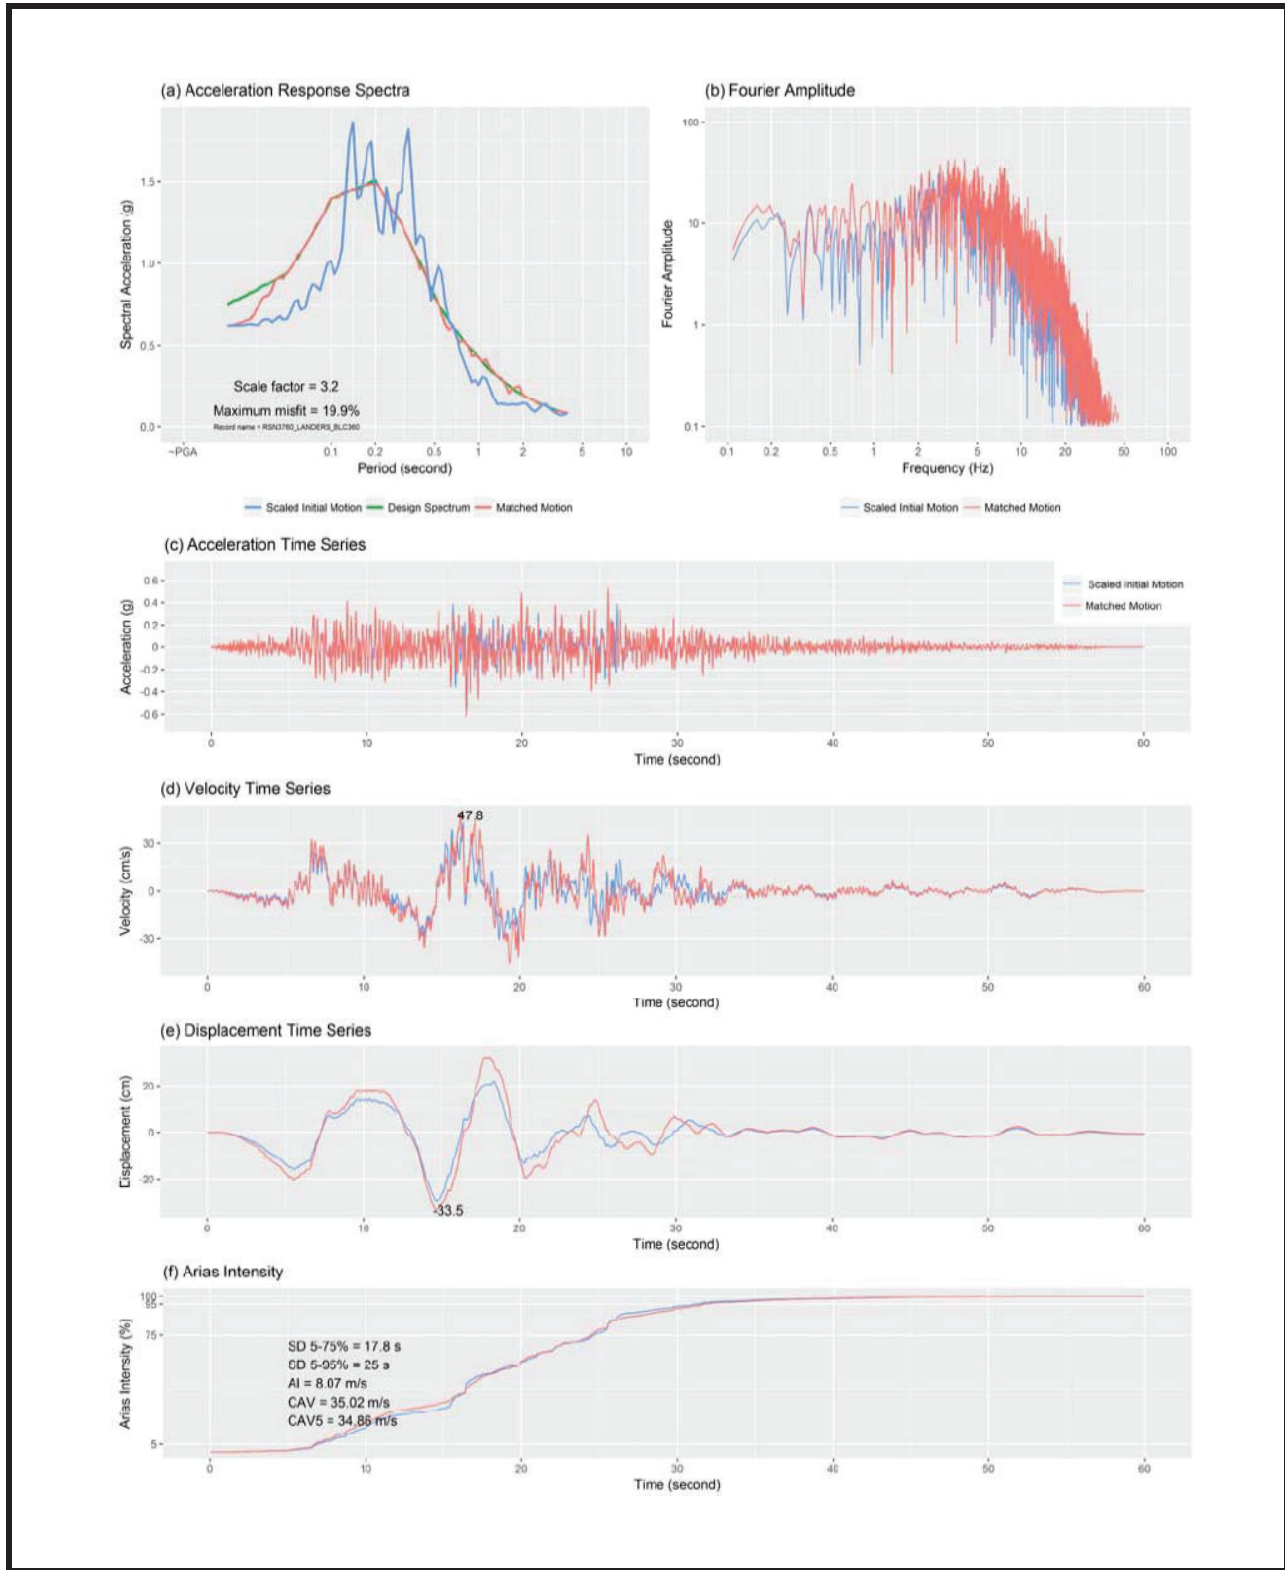 (a) Acceleration Response Spectra
Spectral Acceleration (g)
1.5
1.0
0.5
0.0
Scale factor = 3.2
Maximum misfit = 19.9%
Record name = RSN3760_LANDERS_BLC360
~PGA 0.1 0.2 0.5 1 2 5 10
Period (second)
Scaled Initial Motion Design Spectrum Matched Motion
(b) Fourier Amplitude
Fourier Amplitude
100
10
1
0.1
0.1 0.2 0.5 1 2 5 10 20 50 100
Frequency (Hz)
Scaled Initial Motion Matched Motion
(c) Acceleration Time Series
Acceleration (g)
0.6
0.4
0.2
0
-0.2
-0.4
-0.6
Scaled Initial Motion
Matched Motion
0 10 20 30 40 50 60
Time (second)
(d) Velocity Time Series
Velocity (cm/s)
47.8
30
0
-30
0 10 20 30 40 50 60
Time (second)
(e) Displacement Time Series
Displacement (cm)
20
0
-20
-33.5
0 10 20 30 40 50 60
Time (second)
(f) Arias Intensity
Arias Intensity (%)
100
95
75
5
SD 5-75% = 17.8 s
SD 5-95% = 25 s
AI = 8.07 m/s
CAV = 35.02 m/s
CAV5 = 34.86 m/s
0 10 20 30 40 50 60
Time (second)